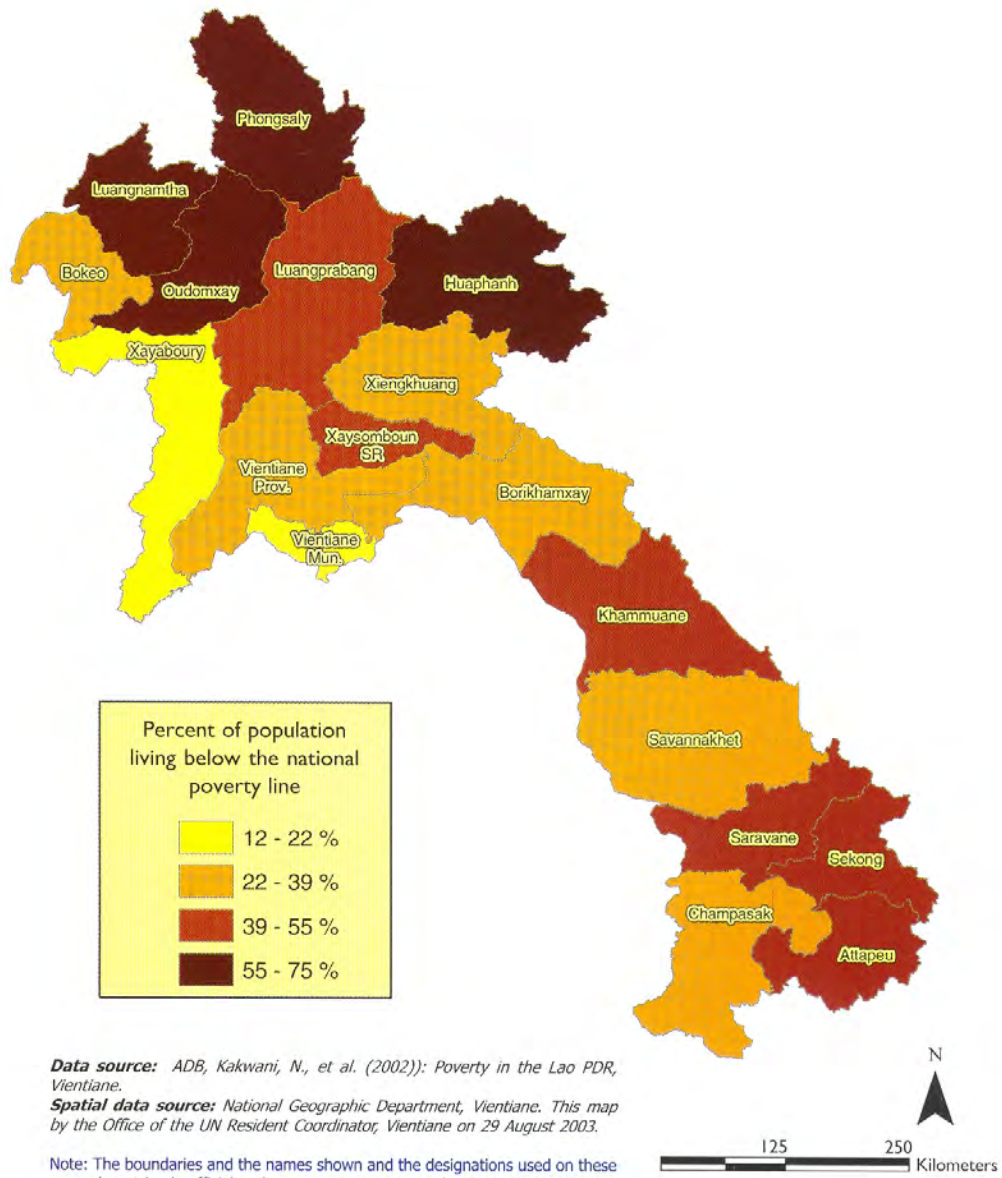 Phongsaly
Luangnamtha
Bokeo
Oudomxay
Luangprabang
Huaphanh
Xayaboury
Xiengkhuang
Xaysomboun
SR
Vientiane
Prov.
Borikhamxay
Vientiane
Mun.
Khammuane
Savannakhet
Saravane
Sekong
Champasak
Attapeu
Percent of population
living below the national
poverty line
12 - 22 %
22 - 39 %
39 - 55 %
55 - 75 %
Data source: ADB, Kakwani, N., et al. (2002)): Poverty in the Lao PDR,
Vientiane.
Spatial data source: National Geographic Department, Vientiane. This map
by the Office of the UN Resident Coordinator, Vientiane on 29 August 2003.
Note: The boundaries and the names shown and the designations used on these
N
125 250
Kilometers